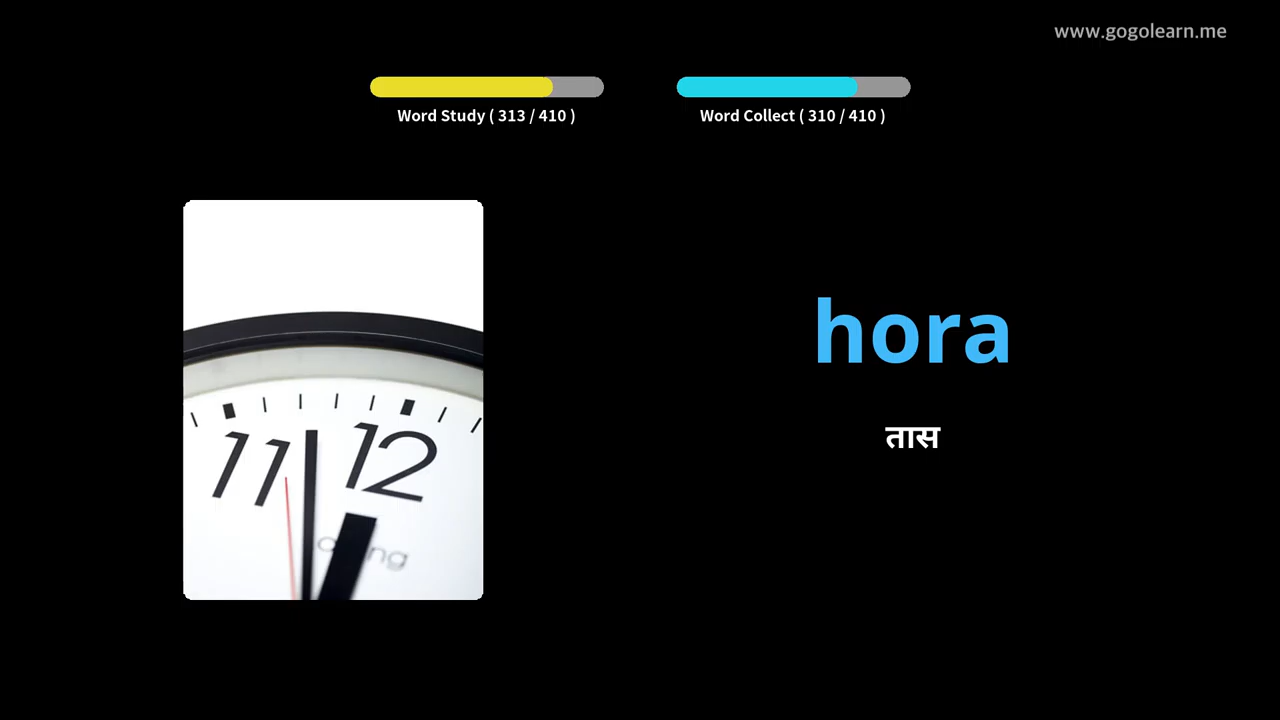 www.gogolearn.me
Word Study ( 313 / 410 )
Word Collect ( 310 / 410 )
hora
तास
11
12